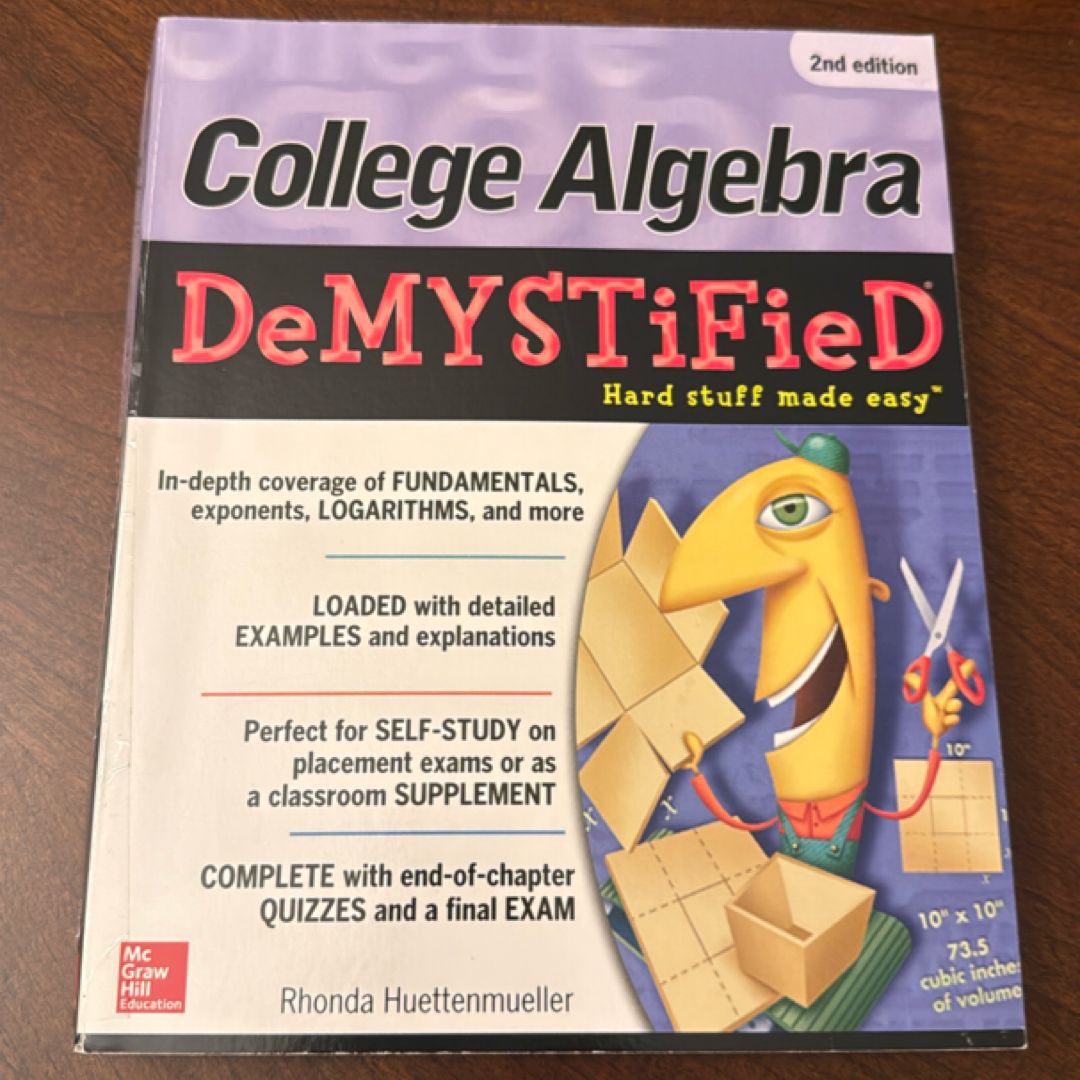 2nd edition
College Algebra
DeMYSTiFieD®
Hard stuff made easy™
In-depth coverage of FUNDAMENTALS,
exponents, LOGARITHMS, and more
LOADED with detailed
EXAMPLES and explanations
Perfect for SELF-STUDY on
placement exams or as
a classroom SUPPLEMENT
COMPLETE with end-of-chapter
QUIZZES and a final EXAM
10"
x
x
x
10" x 10"
73.5
cubic inche
of volume
Mc
Graw
Hill
Education
Rhonda Huettenmueller